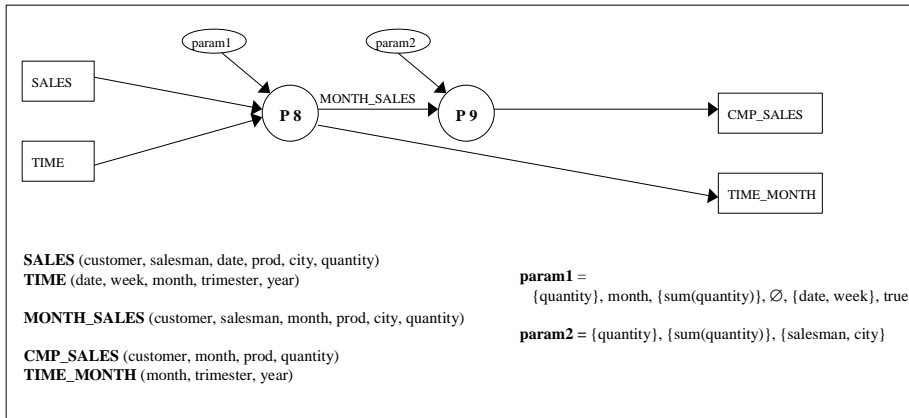 param1
param2
SALES
MONTH_SALES
P 8
P 9
CMP_SALES
TIME
TIME_MONTH
SALES (customer, salesman, date, prod, city, quantity)
TIME (date, week, month, trimester, year)
MONTH_SALES (customer, salesman, month, prod, city, quantity)
CMP_SALES (customer, month, prod, quantity)
TIME_MONTH (month, trimester, year)
param1 =
{quantity}, month, {sum(quantity)}, ∅, {date, week}, true
param2 = {quantity}, {sum(quantity)}, {salesman, city}